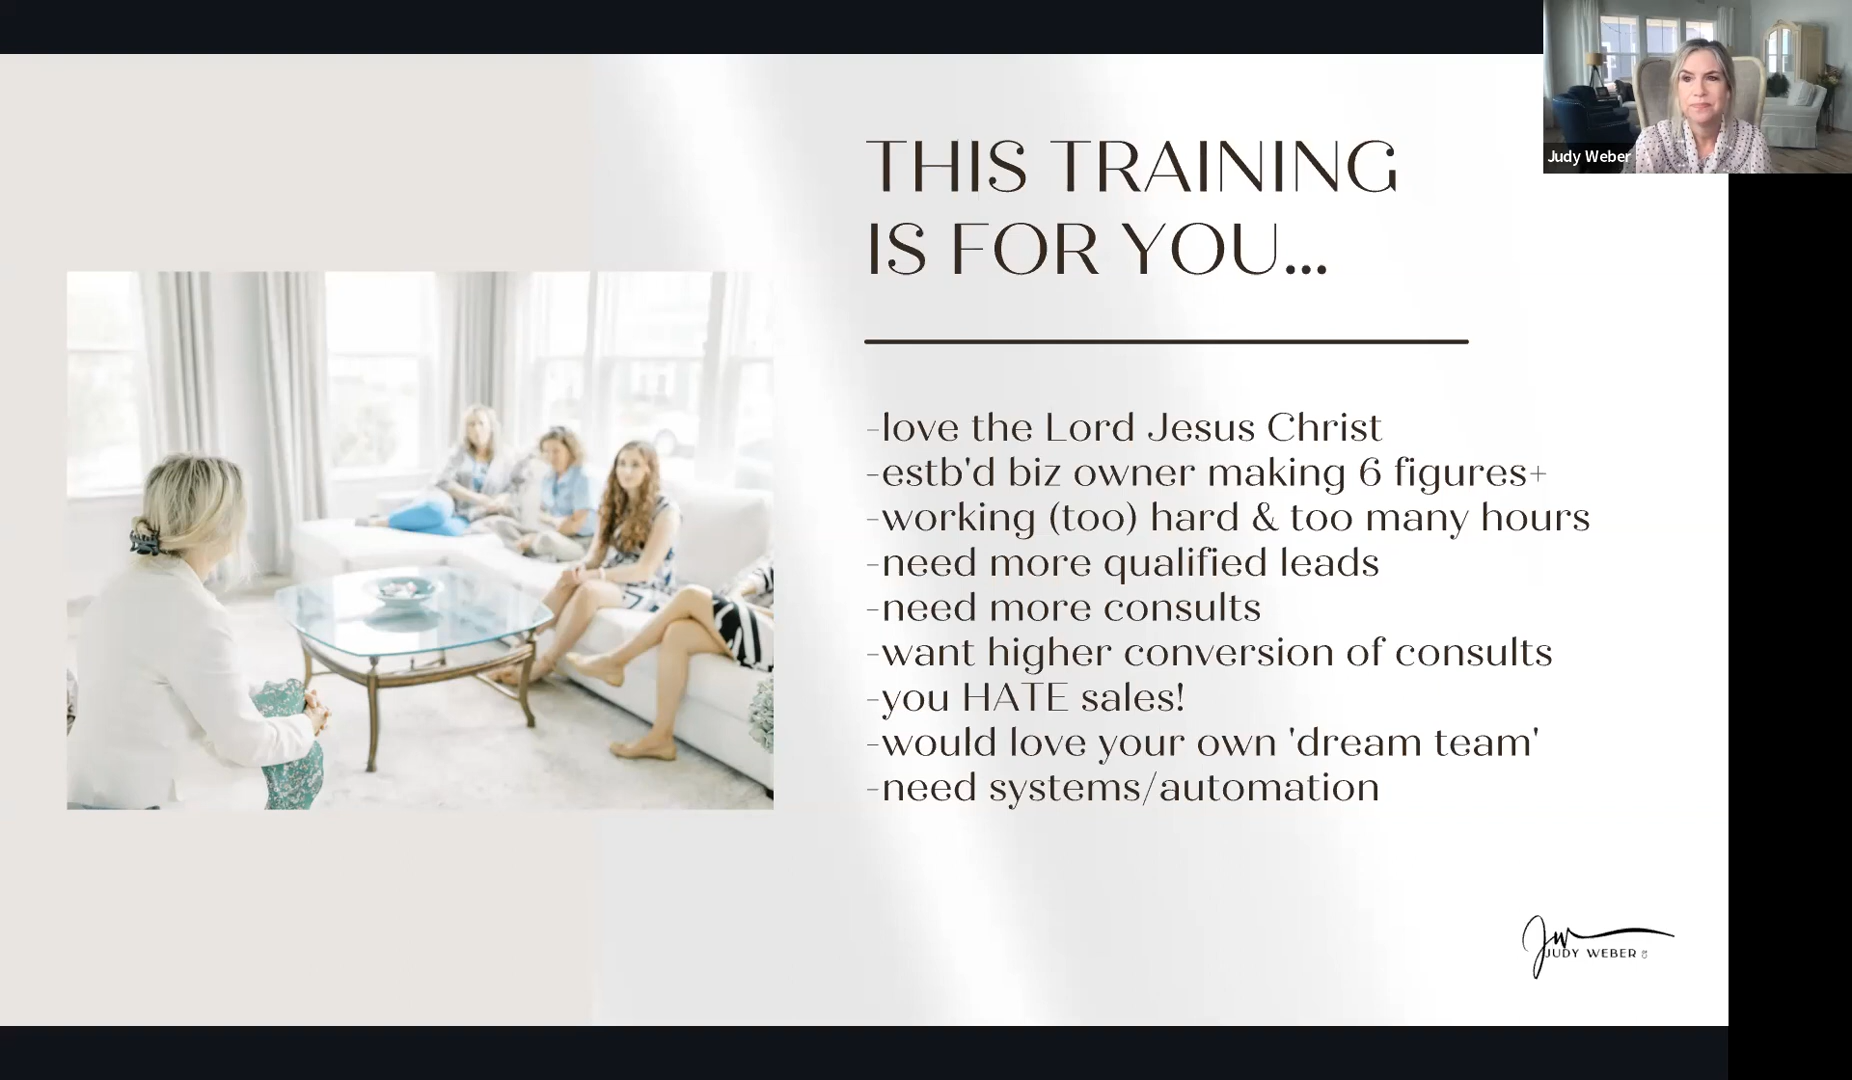 Judy Weber
THIS TRAINING
IS FOR YOU...
-love the Lord Jesus Christ
-estb'd biz owner making 6 figures+
-working (too) hard & too many hours
-need more qualified leads
-need more consults
-want higher conversion of consults
-you HATE sales!
-would love your own 'dream team'
-need systems/automation
Jw
JUDY WEBER